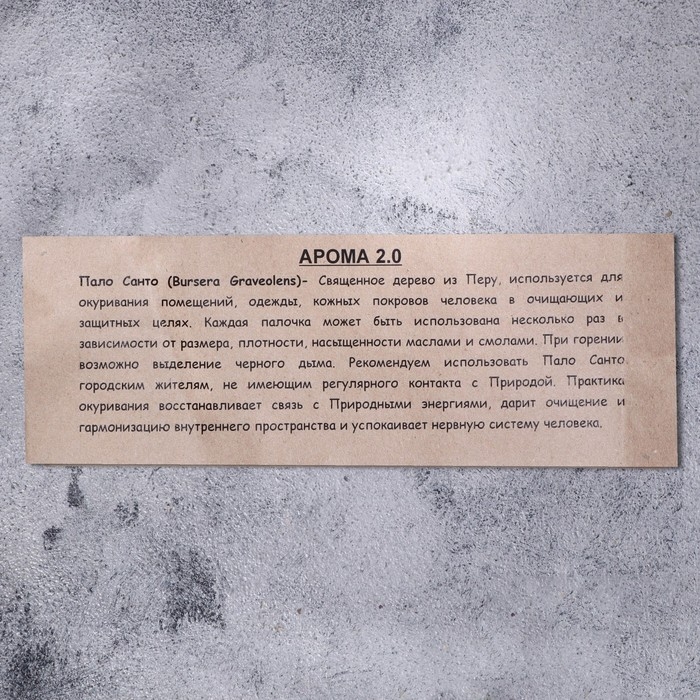 АРОМА 2.0
Пало Санто (Bursera Graveolens)- Священное дерево из Перу, используется для
окуривания помещений, одежды, кожных покровов человека в очищающих и
защитных целях. Каждая палочка может быть использована несколько раз в
зависимости от размера, плотности, насыщенности маслами и смолами. При горении
возможно выделение черного дыма. Рекомендуем использовать Пало Санто
городским жителям, не имеющим регулярного контакта с Природой. Практика
окуривания восстанавливает связь с Природными энергиями, дарит очищение и
гармонизацию внутреннего пространства и успокаивает нервную систему человека.